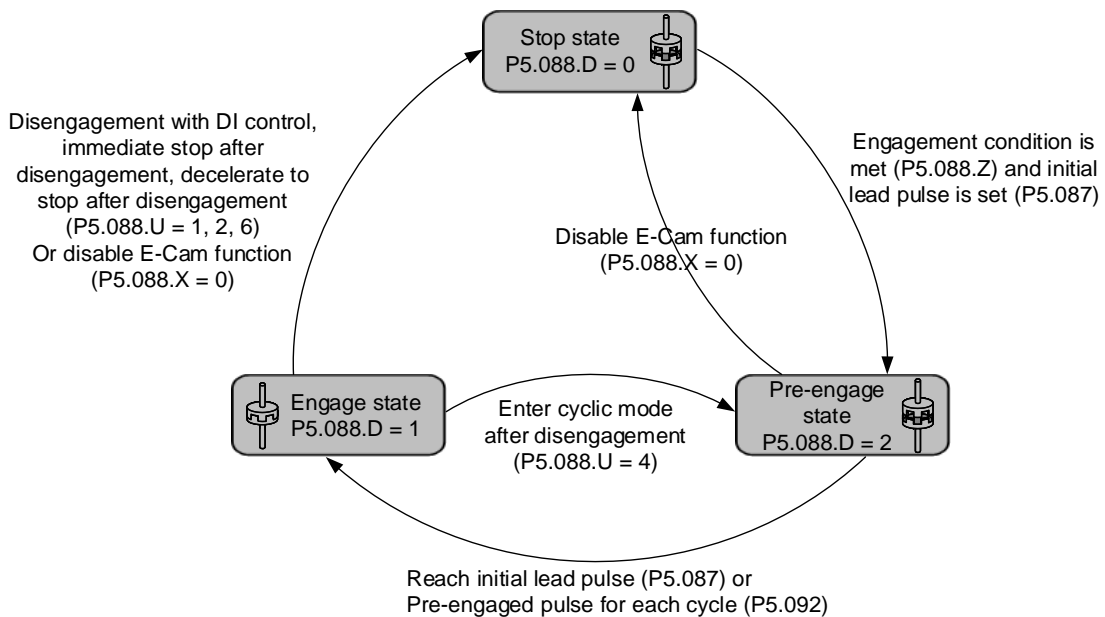 Stop state
P5.088.D = 0
Disengagement with DI control,
immediate stop after
disengagement, decelerate to
stop after disengagement
(P5.088.U = 1, 2, 6)
Or disable E-Cam function
(P5.088.X = 0)
Engagement condition is
met (P5.088.Z) and initial
lead pulse is set (P5.087)
Disable E-Cam function
(P5.088.X = 0)
Engage state
P5.088.D = 1
Enter cyclic mode
after disengagement
(P5.088.U = 4)
Pre-engage
state
P5.088.D = 2
Reach initial lead pulse (P5.087) or
Pre-engaged pulse for each cycle (P5.092)